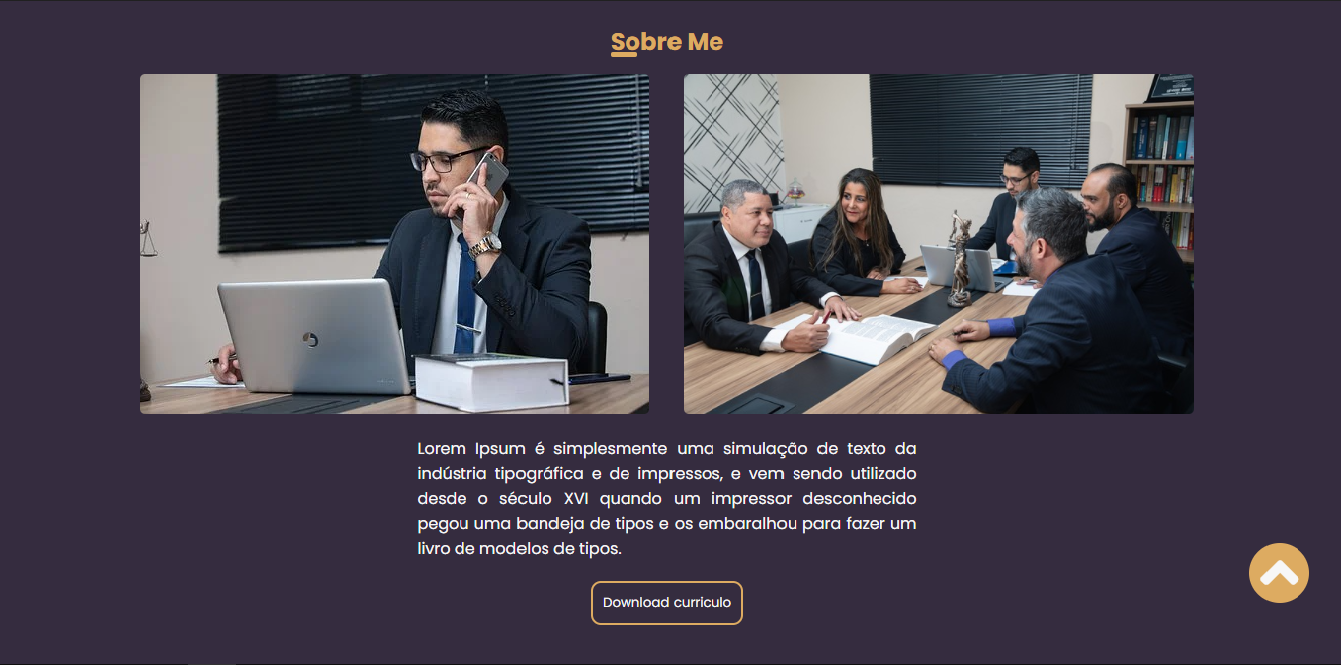 Sobre Me
Lorem Ipsum é simplesmente uma simulação de texto da
indústria tipográfica e de impressos, e vem sendo utilizado
desde o século XVI quando um impressor desconhecido
pegou uma bandeja de tipos e os embaralhou para fazer um
livro de modelos de tipos.
Download curriculo